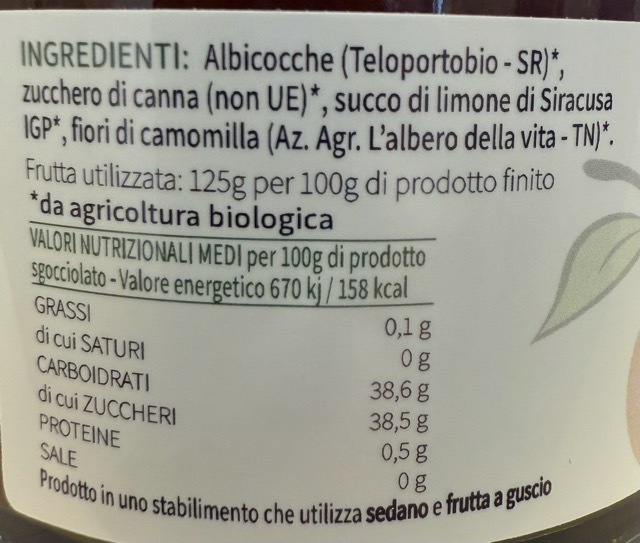 INGREDIENTI: Albicocche (Teloportobio - SR)*,
zucchero di canna (non UE)*, succo di limone di Siracusa
IGP*, fiori di camomilla (Az. Agr. L'albero della vita - TN)*.
Frutta utilizzata: 125g per 100g di prodotto finito
*da agricoltura biologica
VALORI NUTRIZIONALI MEDI per 100g di prodotto
sgocciolato - Valore energetico 670 kj / 158 kcal
GRASSI 0,1 g
di cui SATURI 0 g
CARBOIDRATI 38,6 g
di cui ZUCCHERI 38,5 g
PROTEINE 0,5 g
SALE 0 g
Prodotto in uno stabilimento che utilizza sedano e frutta a guscio